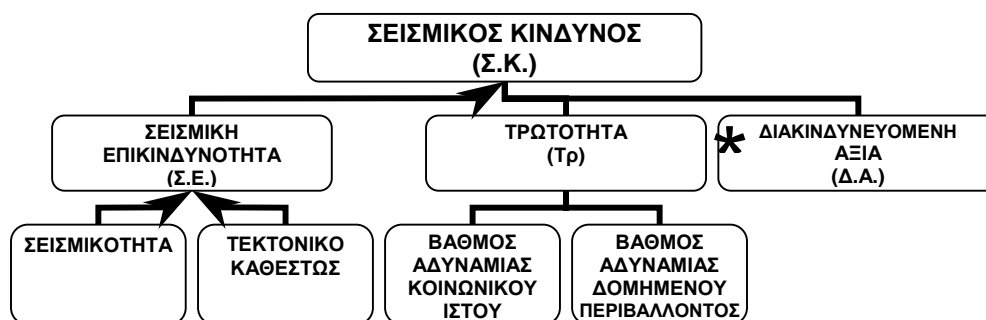 ΣΕΙΣΜΙΚΟΣ ΚΙΝΔΥΝΟΣ
(Σ.Κ.)
ΣΕΙΣΜΙΚΗ
ΕΠΙΚΙΝΔΥΝΟΤΗΤΑ
(Σ.Ε.)
ΤΡΩΤΟΤΗΤΑ
(Τρ)
*
ΔΙΑΚΙΝΔΥΝΕΥΟΜΕΝΗ
ΑΞΙΑ
(Δ.Α.)
ΣΕΙΣΜΙΚΟΤΗΤΑ
ΤΕΚΤΟΝΙΚΟ
ΚΑΘΕΣΤΩΣ
ΒΑΘΜΟΣ
ΑΔΥΝΑΜΙΑΣ
ΚΟΙΝΩΝΙΚΟΥ
ΙΣΤΟΥ
ΒΑΘΜΟΣ
ΑΔΥΝΑΜΙΑΣ
ΔΟΜΗΜΕΝΟΥ
ΠΕΡΙΒΑΛΛΟΝΤΟΣ